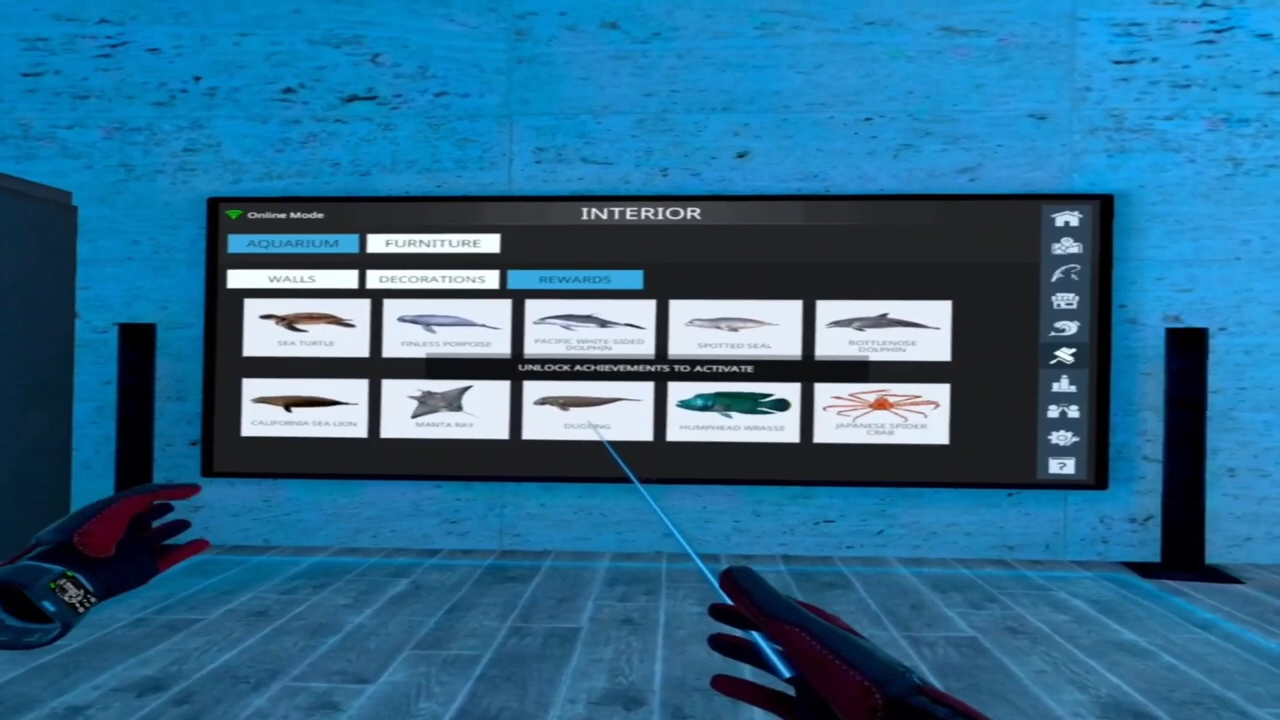 Online Mode
INTERIOR
AQUARIUM
FURNITURE
WALLS
DECORATIONS
REWARDS
SEA TURTLE
FINLESS PORPOISE
PACIFIC WHITE-SIDED
DOLPHIN
SPOTTED SEAL
BOTTLENOSE
DOLPHIN
UNLOCK ACHIEVEMENTS TO ACTIVATE
CALIFORNIA SEA LION
MANTA RAY
DUGONG
HUMPHEAD WRASSE
JAPANESE SPIDER
CRAB
?